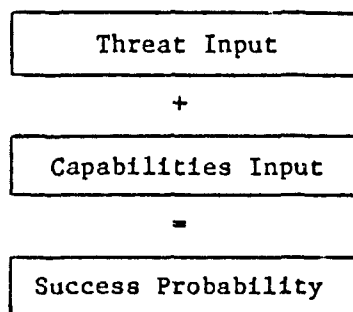 Threat Input
+
Capabilities Input
=
Success Probability